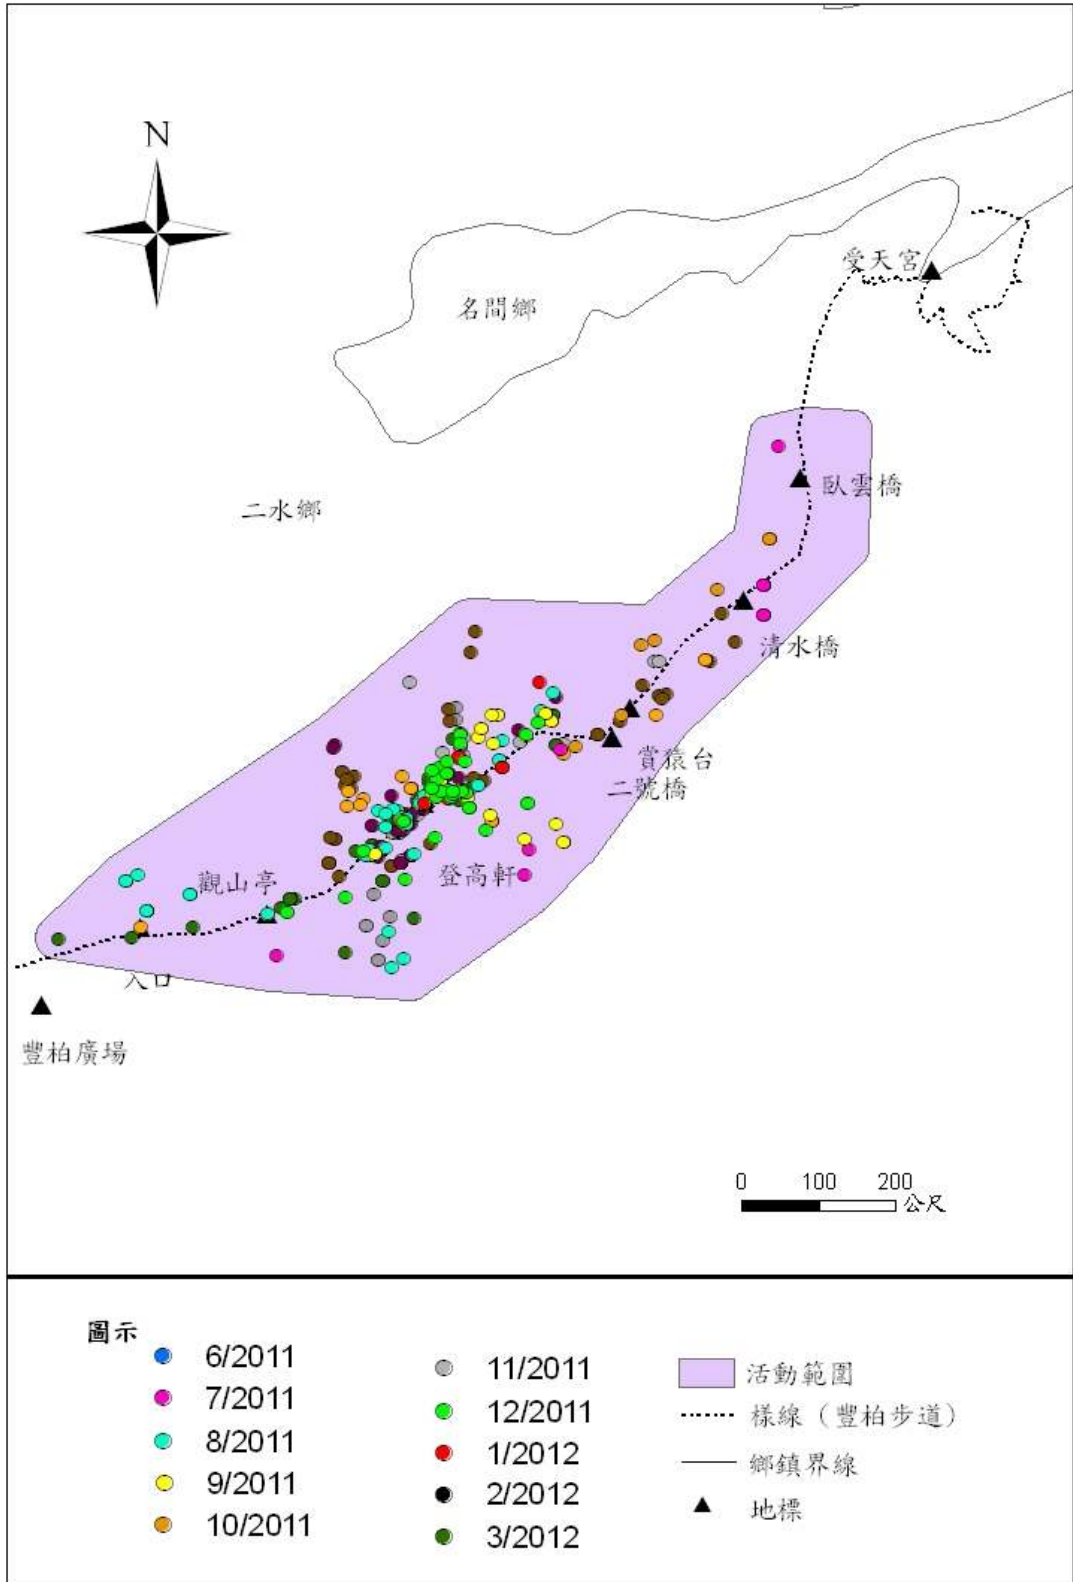 N
受天宮
名間鄉
臥雲橋
二水鄉
清水橋
賞猿台
二號橋
登高軒
觀山亭
入口
豐柏廣場
0 100 200
公尺
圖示
6/2011
7/2011
8/2011
9/2011
10/2011
11/2011
12/2011
1/2012
2/2012
3/2012
活動範圍
樣線（豐柏步道）
鄉鎮界線
地標